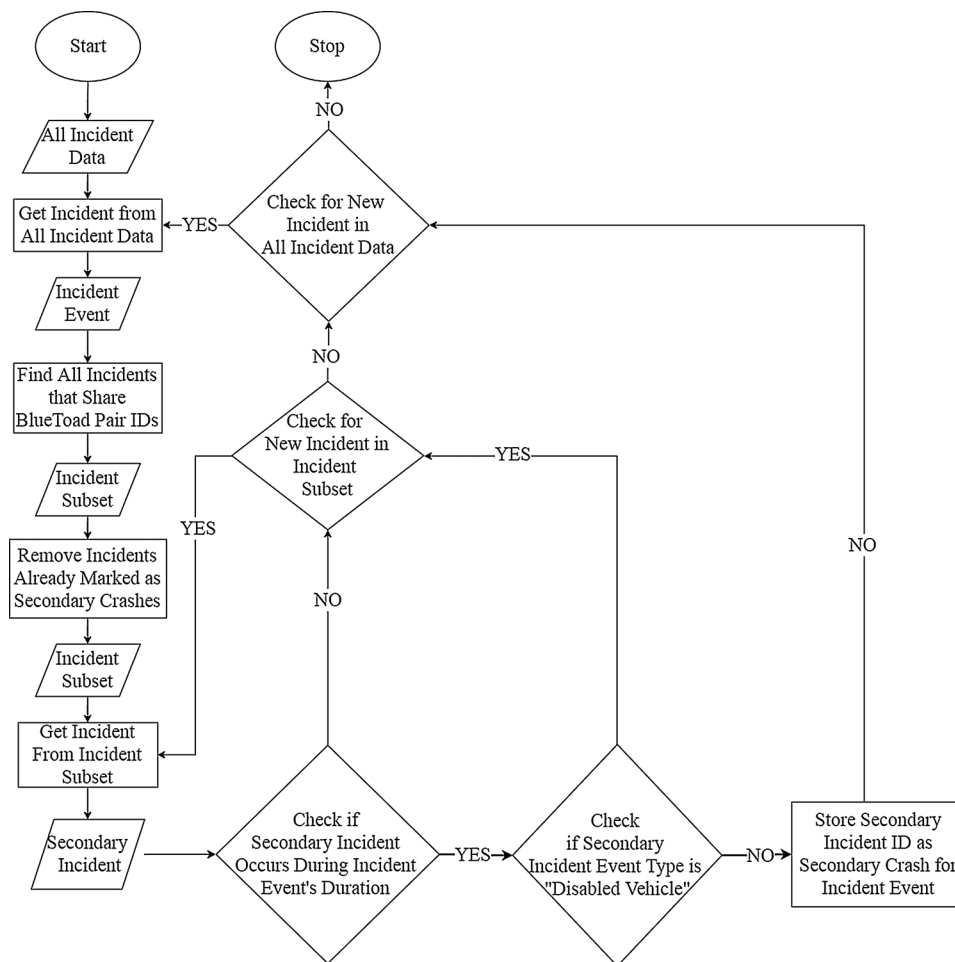 Start
Stop
NO
All Incident
Data
Get Incident from
All Incident Data
YES
Check for New
Incident in
All Incident Data
Incident
Event
NO
Find All Incidents
that Share
BlueToad Pair IDs
Check for
New Incident in
Incident
Subset
YES
Incident
Subset
YES
NO
Remove Incidents
Already Marked as
Secondary Crashes
NO
Incident
Subset
Get Incident
From Incident
Subset
Secondary
Incident
Check if
Secondary Incident
Occurs During Incident
Event's Duration
YES
Check
if Secondary
Incident Event Type is
"Disabled Vehicle"
NO
Store Secondary
Incident ID as
Secondary Crash for
Incident Event